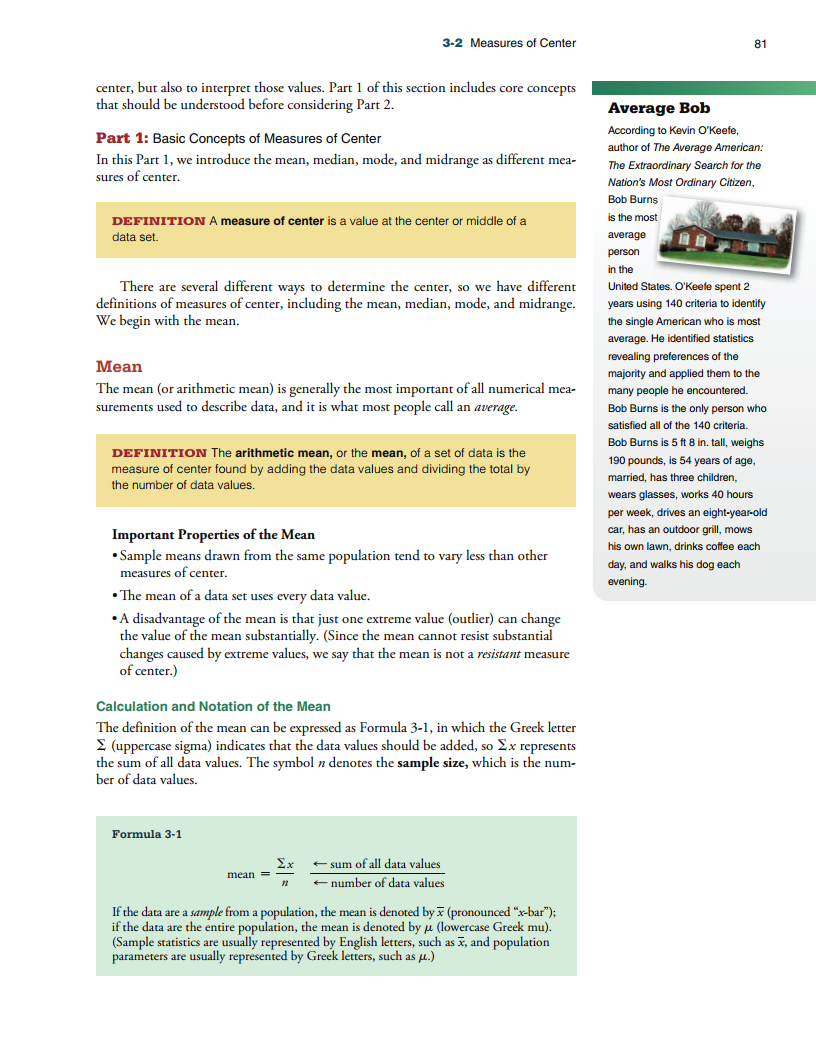 3-2 Measures of Center 81
center, but also to interpret those values. Part 1 of this section includes core concepts
that should be understood before considering Part 2.
Part 1: Basic Concepts of Measures of Center
In this Part 1, we introduce the mean, median, mode, and midrange as different mea-
sures of center.
DEFINITION A measure of center is a value at the center or middle of a
data set.
There are several different ways to determine the center, so we have different
definitions of measures of center, including the mean, median, mode, and midrange.
We begin with the mean.
Mean
The mean (or arithmetic mean) is generally the most important of all numerical mea-
surements used to describe data, and it is what most people call an average.
DEFINITION The arithmetic mean, or the mean, of a set of data is the
measure of center found by adding the data values and dividing the total by
the number of data values.
Important Properties of the Mean
• Sample means drawn from the same population tend to vary less than other
measures of center.
• The mean of a data set uses every data value.
• A disadvantage of the mean is that just one extreme value (outlier) can change
the value of the mean substantially. (Since the mean cannot resist substantial
changes caused by extreme values, we say that the mean is not a resistant measure
of center.)
Calculation and Notation of the Mean
The definition of the mean can be expressed as Formula 3-1, in which the Greek letter
Σ (uppercase sigma) indicates that the data values should be added, so Σx represents
the sum of all data values. The symbol n denotes the sample size, which is the num-
ber of data values.
Formula 3-1
Σx ← sum of all data values
mean =
n ← number of data values
If the data are a sample from a population, the mean is denoted by x̄ (pronounced “x-bar”);
if the data are the entire population, the mean is denoted by μ (lowercase Greek mu).
(Sample statistics are usually represented by English letters, such as x̄, and population
parameters are usually represented by Greek letters, such as μ.)
Average Bob
According to Kevin O’Keefe,
author of The Average American:
The Extraordinary Search for the
Nation’s Most Ordinary Citizen,
Bob Burns
is the most
average
person
in the
United States. O’Keefe spent 2
years using 140 criteria to identify
the single American who is most
average. He identified statistics
revealing preferences of the
majority and applied them to the
many people he encountered.
Bob Burns is the only person who
satisfied all of the 140 criteria.
Bob Burns is 5 ft 8 in. tall, weighs
190 pounds, is 54 years of age,
married, has three children,
wears glasses, works 40 hours
per week, drives an eight-year-old
car, has an outdoor grill, mows
his own lawn, drinks coffee each
day, and walks his dog each
evening.